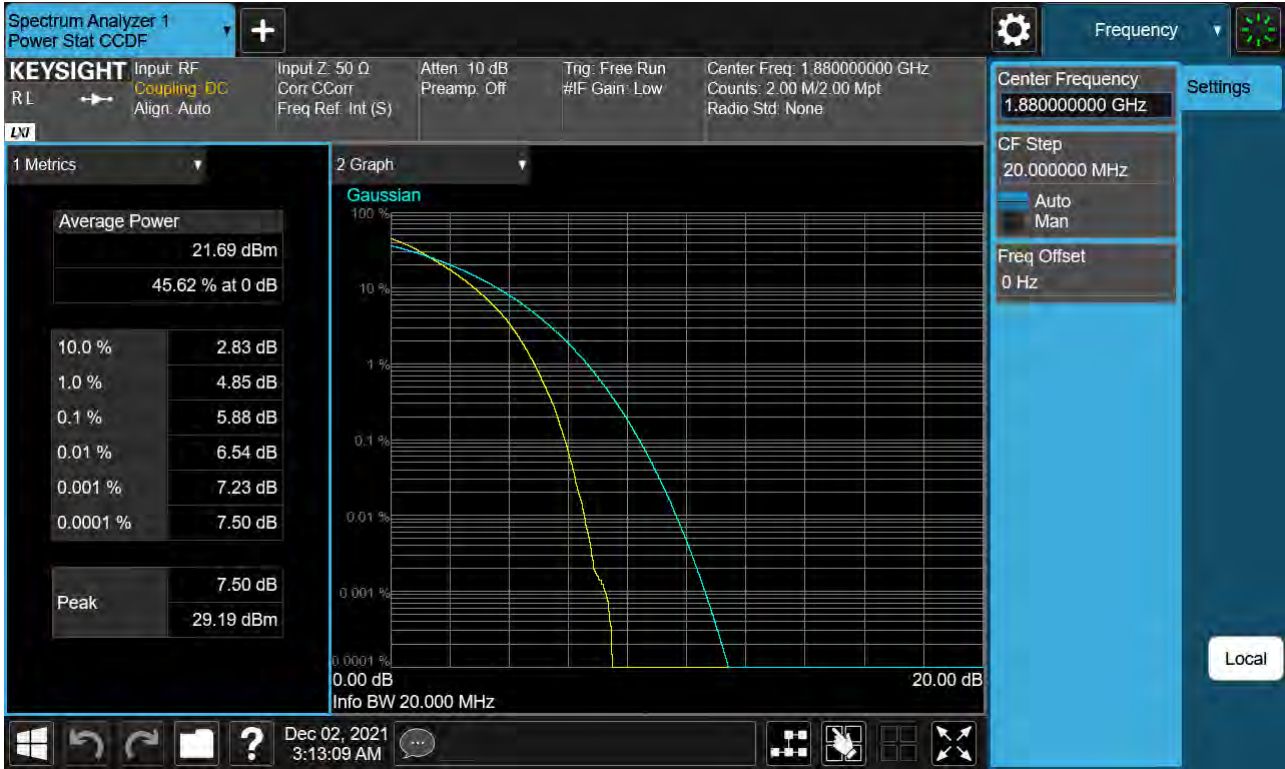 Spectrum Analyzer 1
Power Stat CCDF
+
Frequency
KEYSIGHT
R L
LXI
Input: RF
Coupling: DC
Align: Auto
Input Z: 50 Ω
Corr CCorr
Freq Ref: Int (S)
Atten: 10 dB
Preamp: Off
Trig: Free Run
#IF Gain: Low
Center Freq: 1.880000000 GHz
Counts: 2.00 M/2.00 Mpt
Radio Std: None
Center Frequency
1.880000000 GHz
Settings
CF Step
20.000000 MHz
Auto
Man
Freq Offset
0 Hz
Local
1 Metrics
Average Power
21.69 dBm
45.62 % at 0 dB
10.0 % 2.83 dB
1.0 % 4.85 dB
0.1 % 5.88 dB
0.01 % 6.54 dB
0.001 % 7.23 dB
0.0001 % 7.50 dB
Peak
7.50 dB
29.19 dBm
2 Graph
Gaussian
100 %
10 %
1 %
0.1 %
0.01 %
0.001 %
0.0001 %
0.00 dB 20.00 dB
Info BW 20.000 MHz
?
Dec 02, 2021
3:13:09 AM